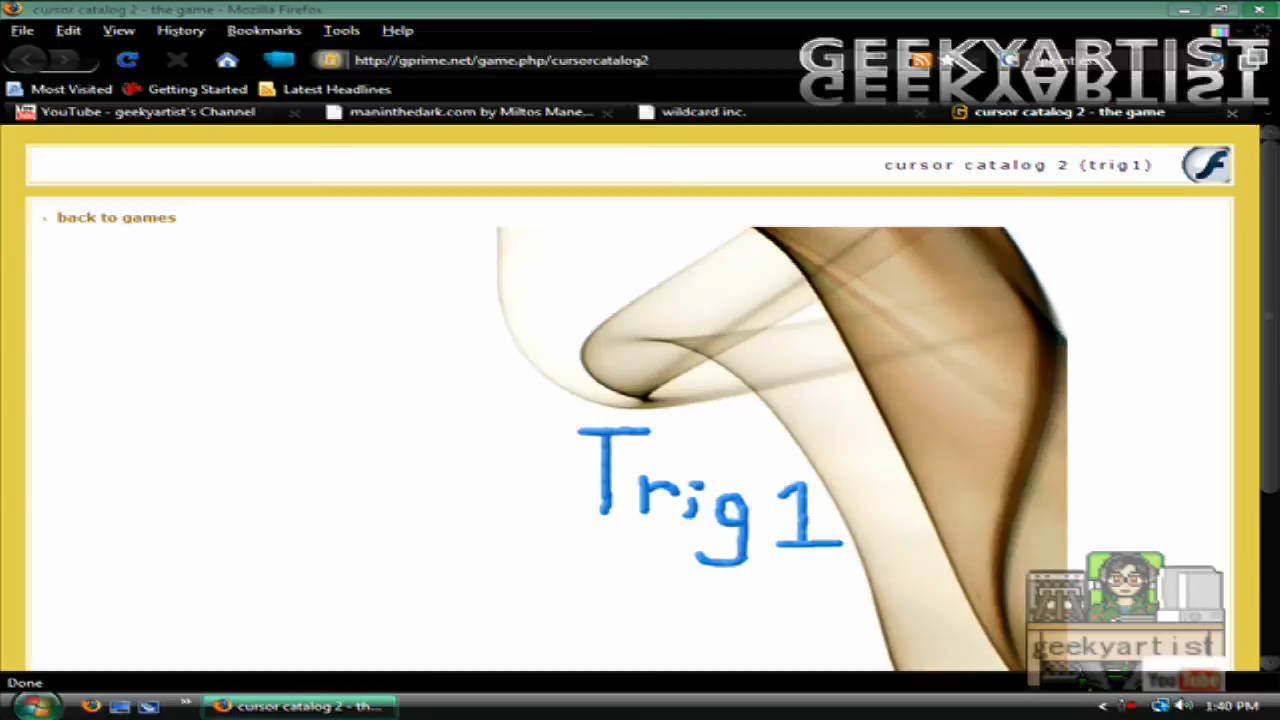 cursor catalog 2 - the game - Mozilla Firefox
File Edit View History Bookmarks Tools Help
http://gprime.net/game.php/cursorcatalog2
GEEKYARTIST
Most Visited Getting Started Latest Headlines
YouTube - geekyartist's Channel maninthedark.com by Miltos Mane... wildcard inc. cursor catalog 2 - the game
cursor catalog 2 (trig1)
back to games
Trig 1
geekyartist
You Tube
Done
cursor catalog 2 - th...
1:40 PM